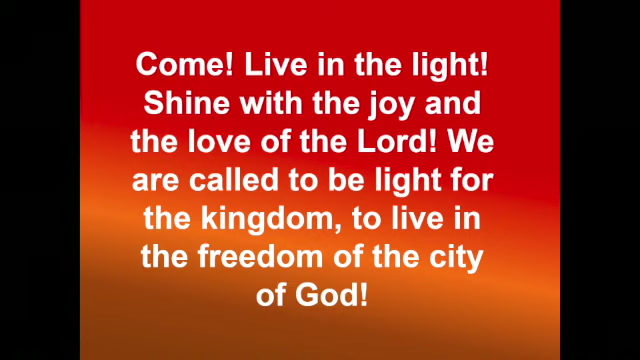 Come! Live in the light!
Shine with the joy and
the love of the Lord! We
are called to be light for
the kingdom, to live in
the freedom of the city
of God!